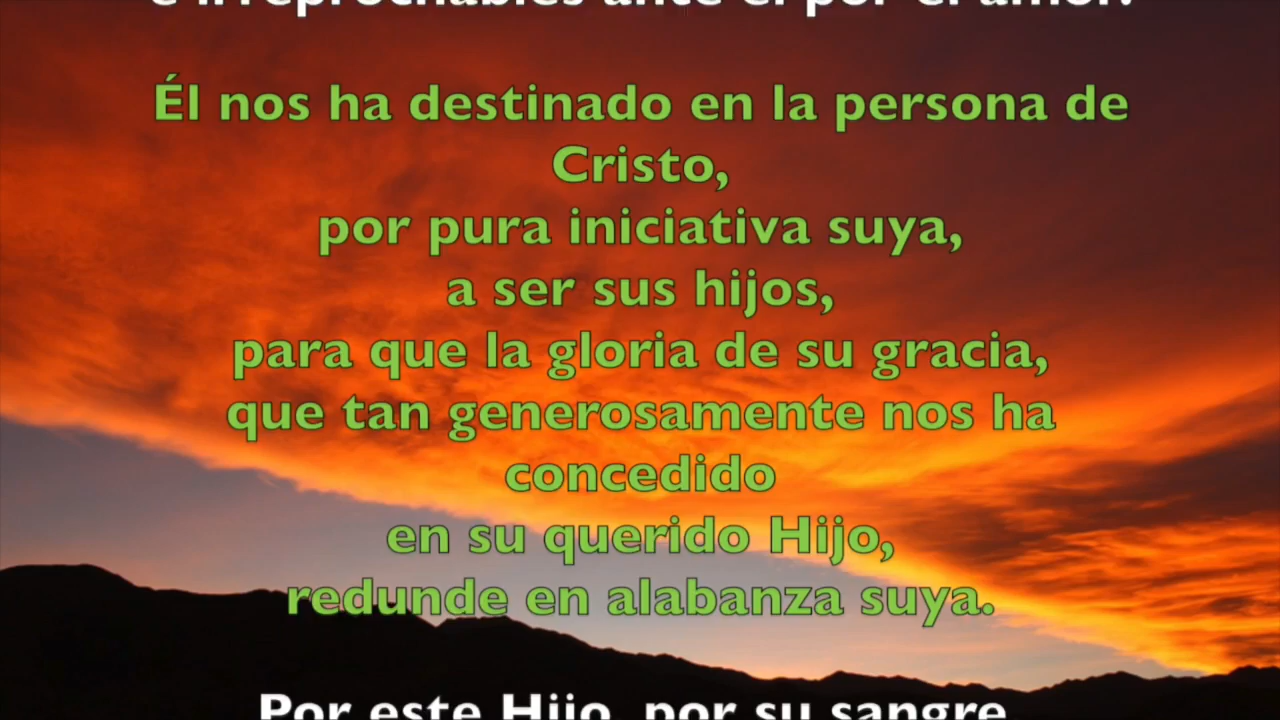 e irreprochables ante él por el amor.
Él nos ha destinado en la persona de
Cristo,
por pura iniciativa suya,
a ser sus hijos,
para que la gloria de su gracia,
que tan generosamente nos ha
concedido
en su querido Hijo,
redunde en alabanza suya.
Por este Hijo, por su sangre,